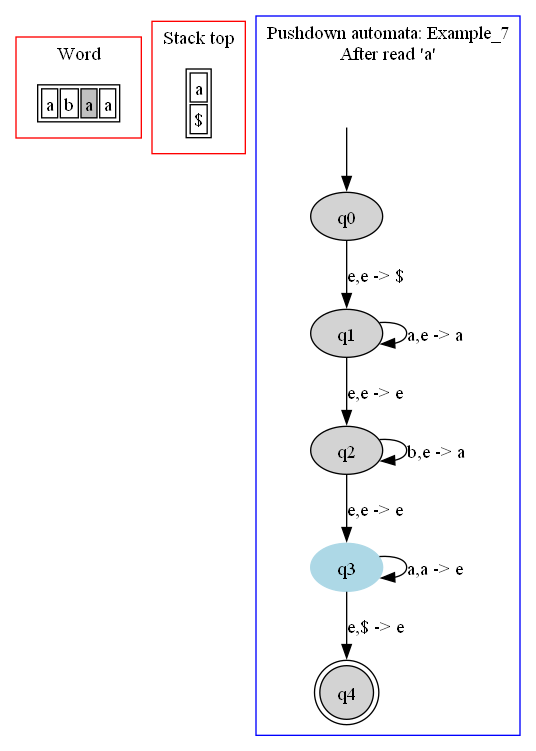 Word
a b a a
Stack top
a
$
Pushdown automata: Example_7
After read 'a'
q0
e,e -> $
q1
a,e -> a
e,e -> e
q2
b,e -> a
e,e -> e
q3
a,a -> e
e,$ -> e
q4